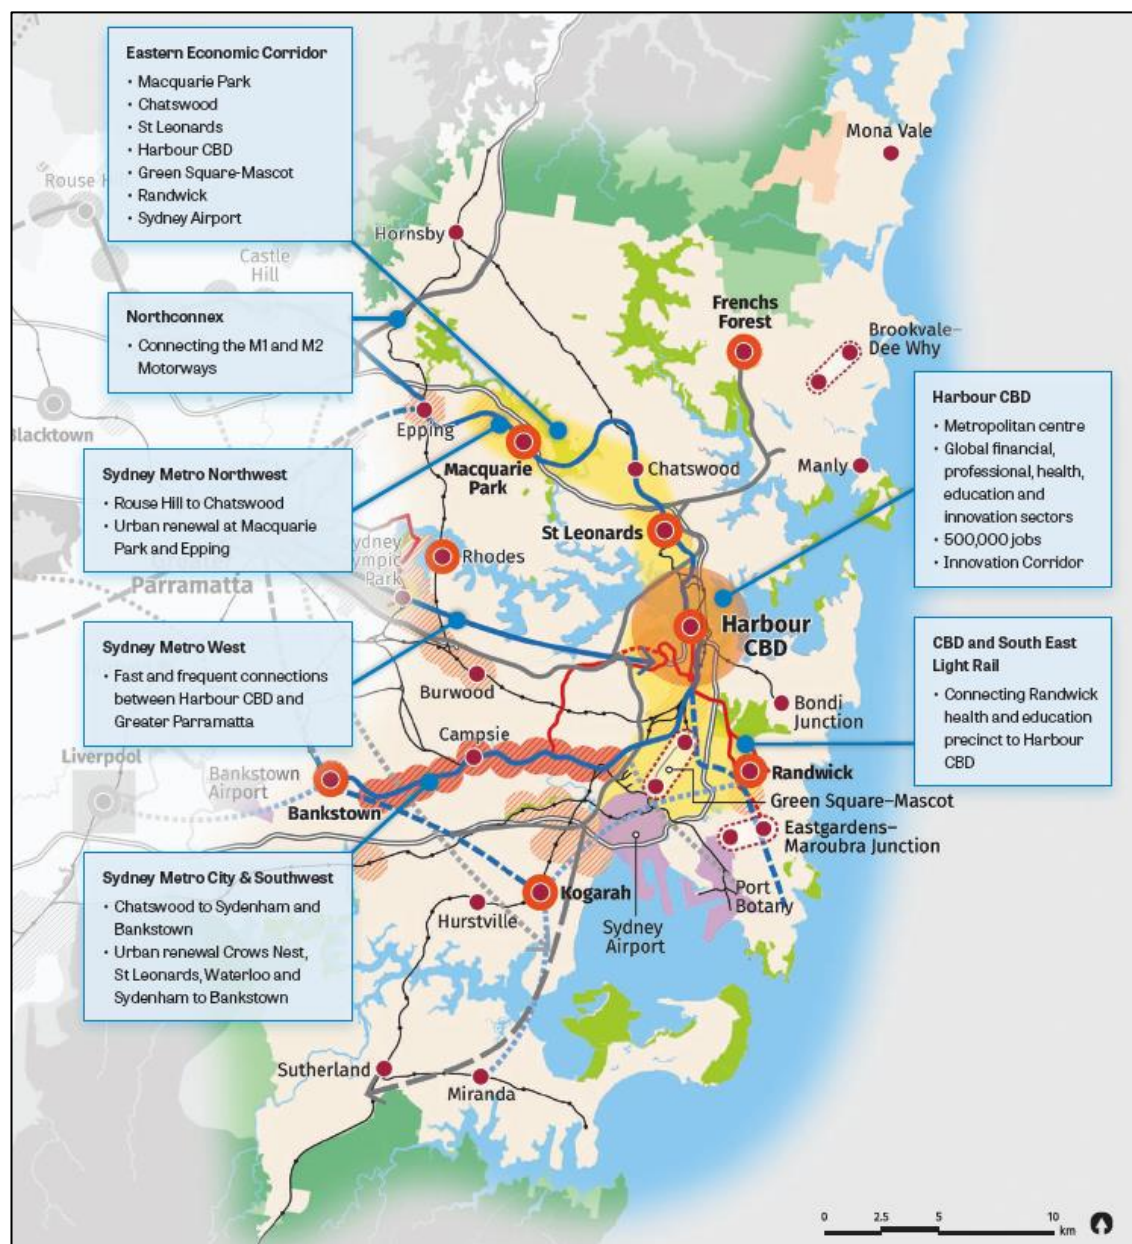 Eastern Economic Corridor
• Macquarie Park
• Chatswood
• St Leonards
• Harbour CBD
• Green Square-Mascot
• Randwick
• Sydney Airport
Rouse Hill
Castle
Hill
Hornsby
Mona Vale
Northconnex
• Connecting the M1 and M2
Motorways
Frenchs
Forest
Brookvale–
Dee Why
Blacktown
Epping
Macquarie
Park
Chatswood
Manly
Harbour CBD
• Metropolitan centre
• Global financial,
professional, health,
education and
innovation sectors
• 500,000 jobs
• Innovation Corridor
Sydney Metro Northwest
• Rouse Hill to Chatswood
• Urban renewal at Macquarie
Park and Epping
St Leonards
Rhodes
Sydney
Olympic
Park
Parramatta
Harbour
CBD
Sydney Metro West
• Fast and frequent connections
between Harbour CBD and
Greater Parramatta
CBD and South East
Light Rail
• Connecting Randwick
health and education
precinct to Harbour
CBD
Burwood
Bondi
Junction
Campsie
Liverpool
Bankstown
Airport
Bankstown
Randwick
Green Square–Mascot
Eastgardens–
Maroubra Junction
Sydney Metro City & Southwest
• Chatswood to Sydenham and
Bankstown
• Urban renewal Crows Nest,
St Leonards, Waterloo and
Sydenham to Bankstown
Kogarah
Hurstville
Port
Botany
Sydney
Airport
Sutherland
Miranda
0 2.5 5 10
km